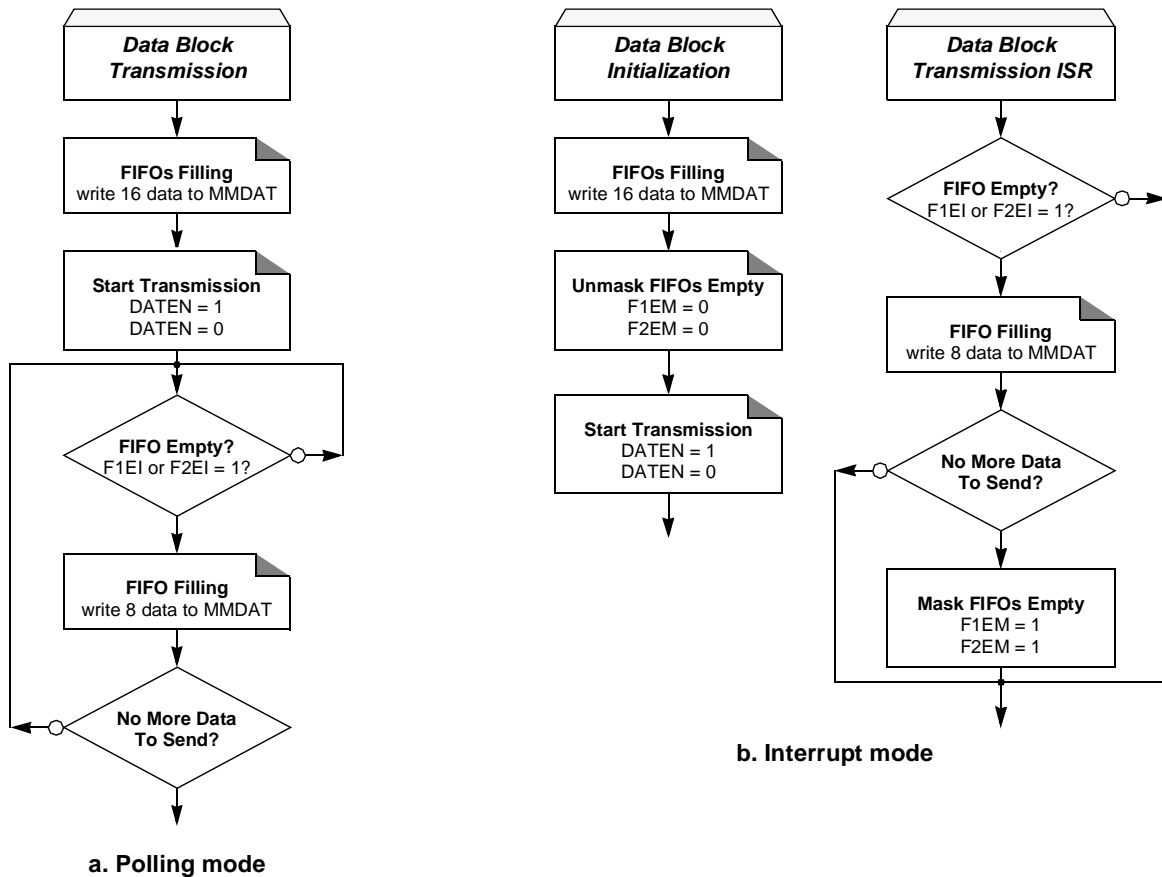 Data Block
Transmission
FIFOs Filling
write 16 data to MMDAT
Start Transmission
DATEN = 1
DATEN = 0
FIFO Empty?
F1EI or F2EI = 1?
FIFO Filling
write 8 data to MMDAT
No More Data
To Send?
a. Polling mode
Data Block
Initialization
FIFOs Filling
write 16 data to MMDAT
Unmask FIFOs Empty
F1EM = 0
F2EM = 0
Start Transmission
DATEN = 1
DATEN = 0
Data Block
Transmission ISR
FIFO Empty?
F1EI or F2EI = 1?
FIFO Filling
write 8 data to MMDAT
No More Data
To Send?
Mask FIFOs Empty
F1EM = 1
F2EM = 1
b. Interrupt mode